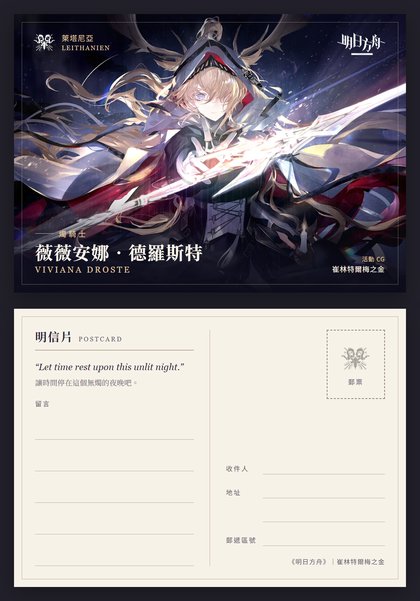 萊塔尼亞
LEITHANIEN
明日方舟
燭騎士
薇薇安娜·德羅斯特
VIVIANA DROSTE
活動 CG
崔林特爾梅之金
明信片 POSTCARD
“Let time rest upon this unlit night.”
讓時間停在這個無燭的夜晚吧。
留言
郵票
收件人
地址
郵遞區號
《明日方舟》｜崔林特爾梅之金